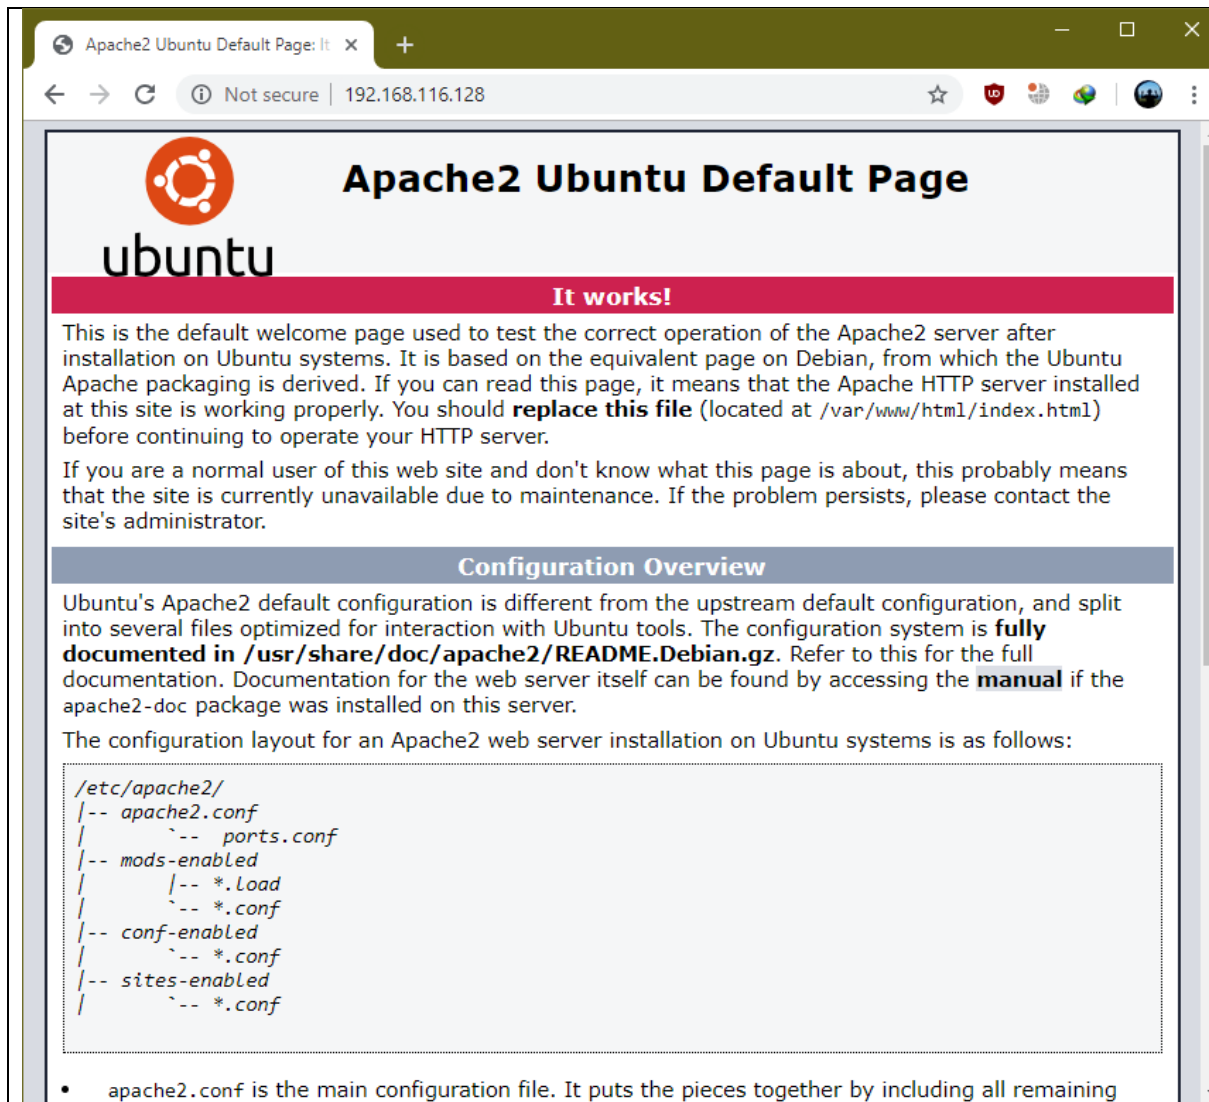 Apache2 Ubuntu Default Page: It
Not secure | 192.168.116.128
ubuntu
Apache2 Ubuntu Default Page
It works!
This is the default welcome page used to test the correct operation of the Apache2 server after
installation on Ubuntu systems. It is based on the equivalent page on Debian, from which the Ubuntu
Apache packaging is derived. If you can read this page, it means that the Apache HTTP server installed
at this site is working properly. You should replace this file (located at /var/www/html/index.html)
before continuing to operate your HTTP server.
If you are a normal user of this web site and don't know what this page is about, this probably means
that the site is currently unavailable due to maintenance. If the problem persists, please contact the
site's administrator.
Configuration Overview
Ubuntu's Apache2 default configuration is different from the upstream default configuration, and split
into several files optimized for interaction with Ubuntu tools. The configuration system is fully
documented in /usr/share/doc/apache2/README.Debian.gz. Refer to this for the full
documentation. Documentation for the web server itself can be found by accessing the manual if the
apache2-doc package was installed on this server.
The configuration layout for an Apache2 web server installation on Ubuntu systems is as follows:
/etc/apache2/
|-- apache2.conf
|       `--  ports.conf
|-- mods-enabled
|       |-- *.load
|       `-- *.conf
|-- conf-enabled
|       `-- *.conf
|-- sites-enabled
|       `-- *.conf
• apache2.conf is the main configuration file. It puts the pieces together by including all remaining